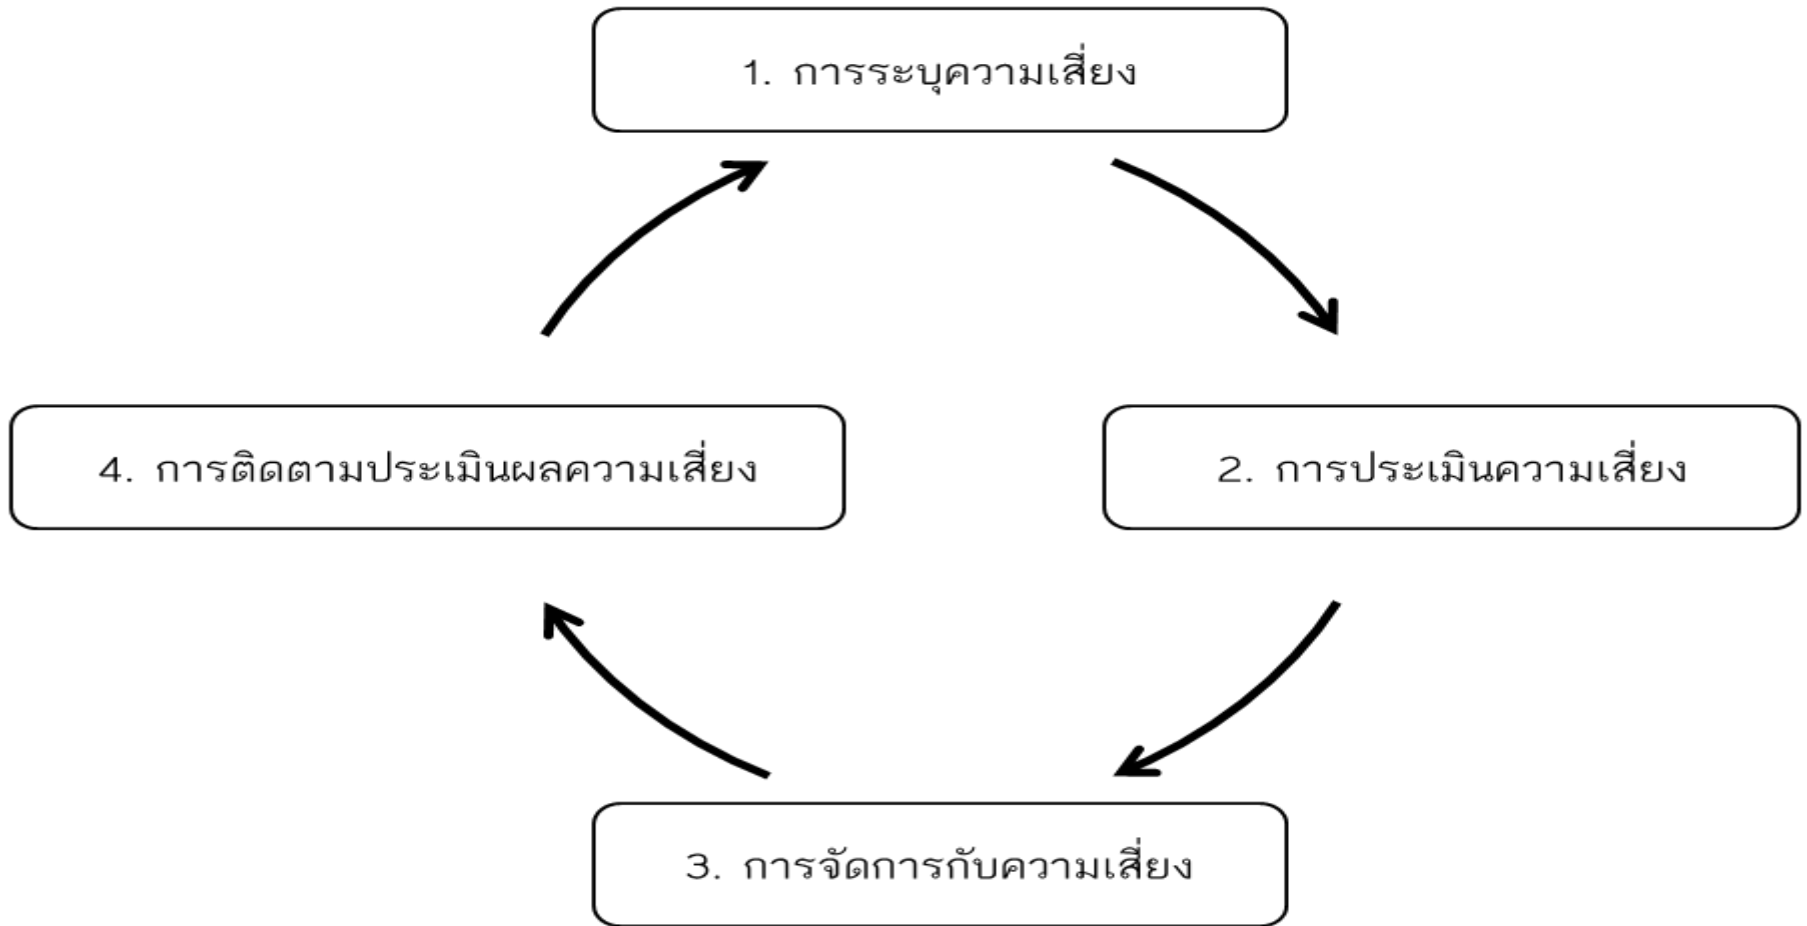 1. การระบุความเสี่ยง
2. การประเมินความเสี่ยง
3. การจัดการกับความเสี่ยง
4. การติดตามประเมินผลความเสี่ยง